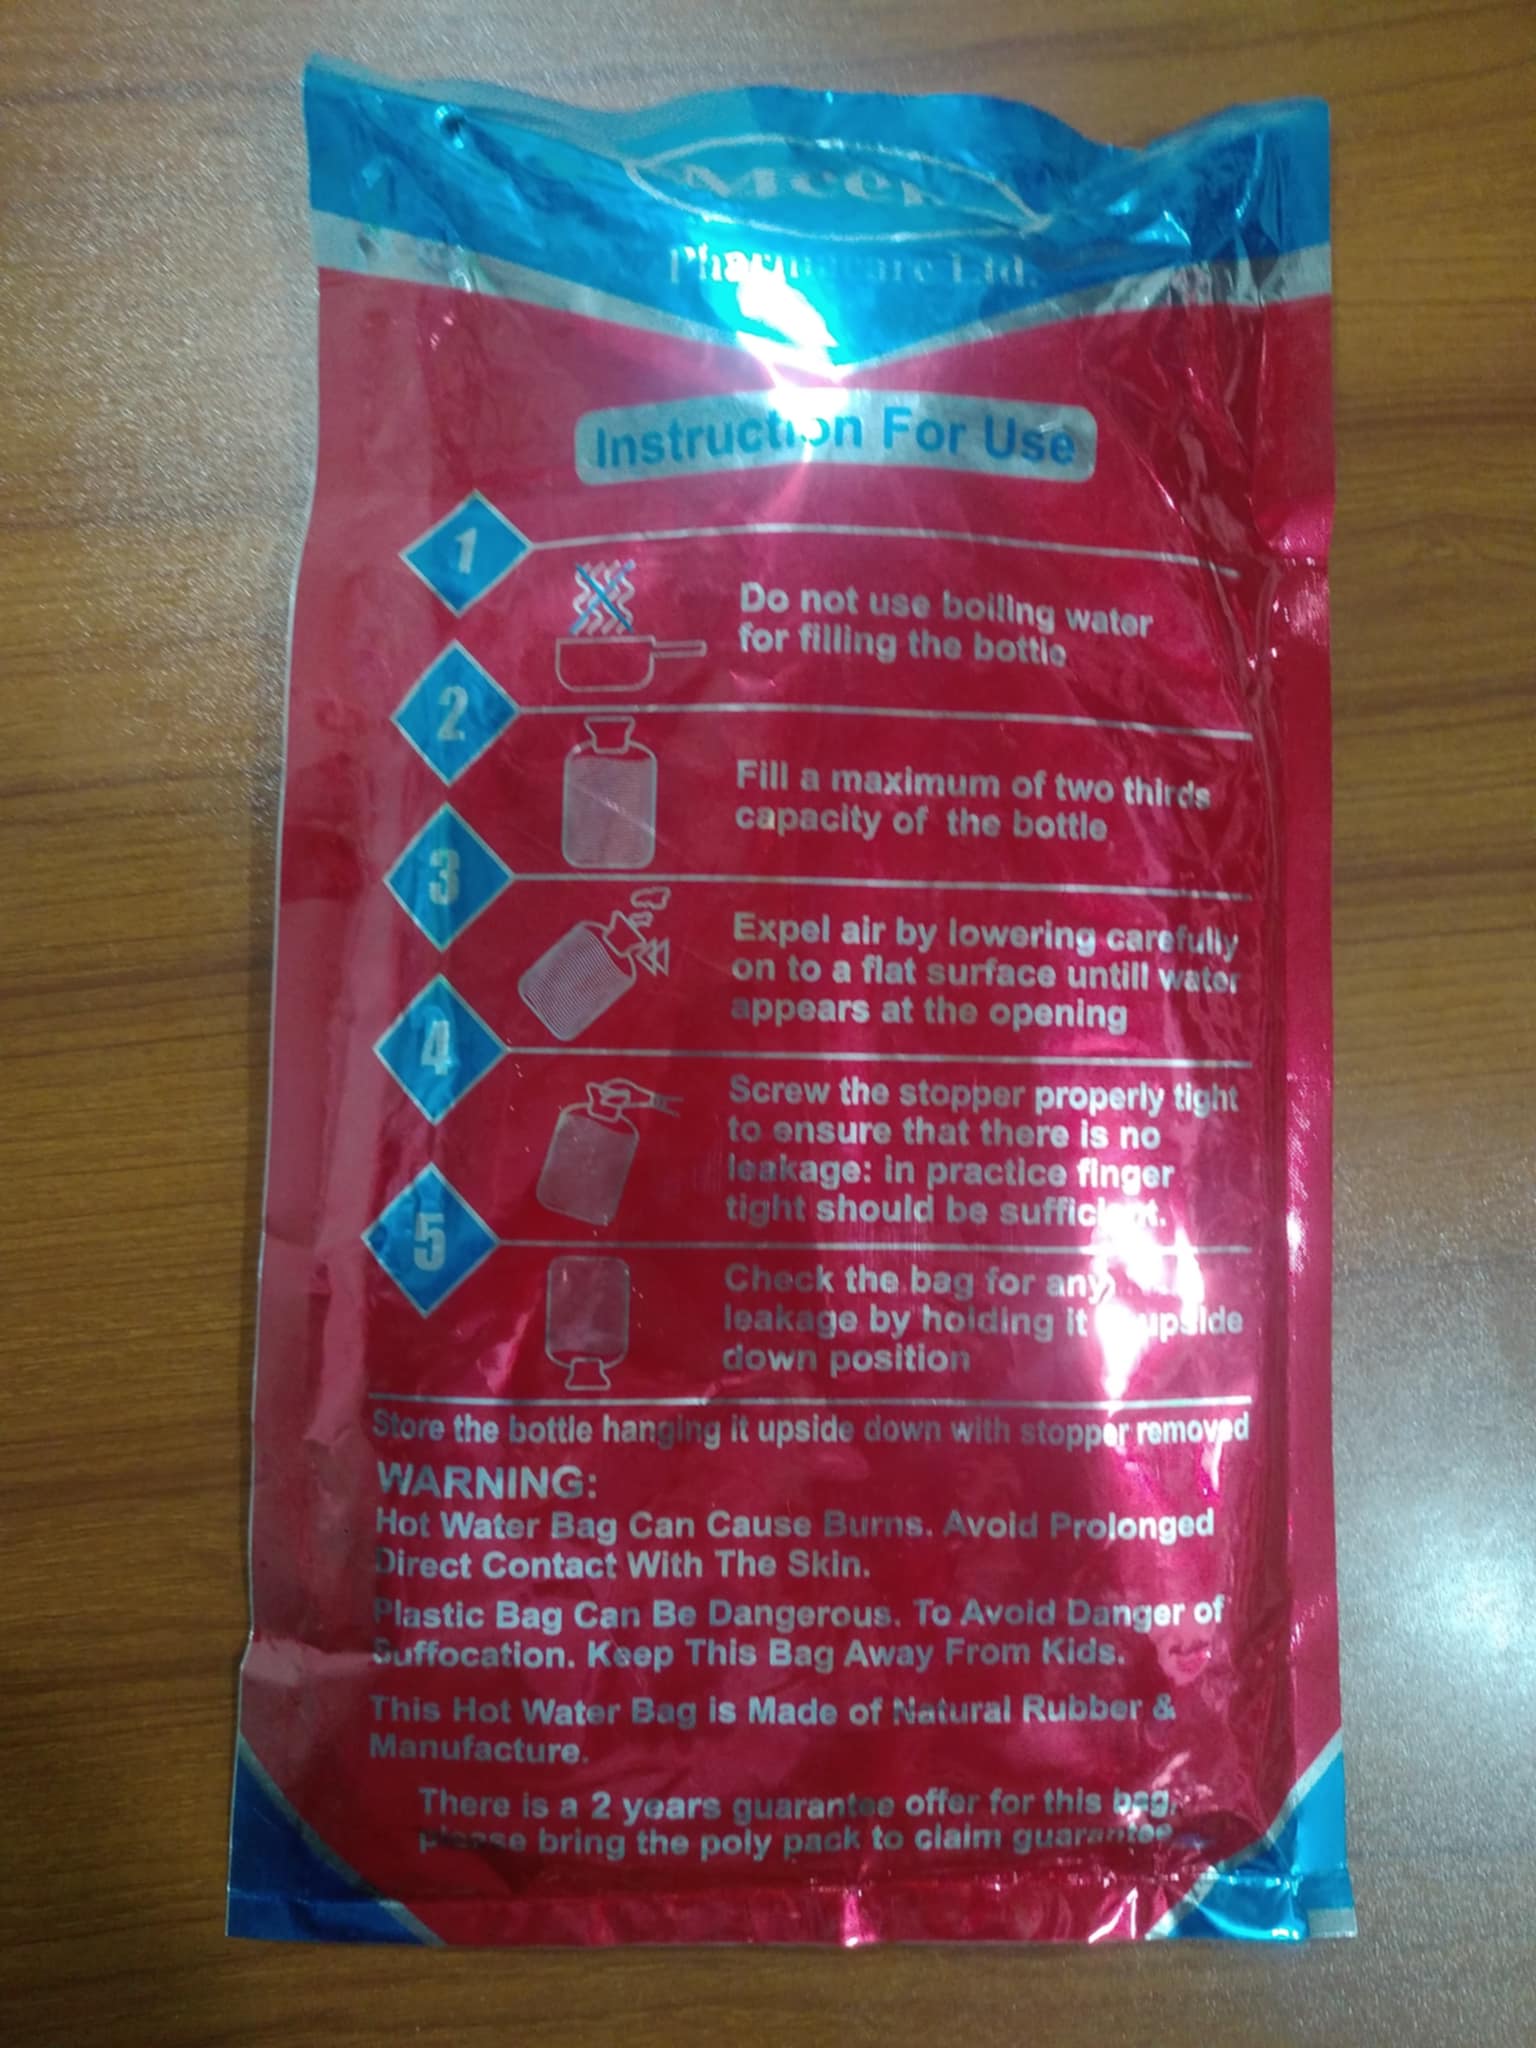 Pharmacare Ltd.
Instruction For Use
1
Do not use boiling water
for filling the bottle
2
Fill a maximum of two thirds
capacity of the bottle
3
Expel air by lowering carefully
on to a flat surface untill water
appears at the opening
4
Screw the stopper properly tight
to ensure that there is no
leakage: in practice finger
tight should be sufficient.
5
Check the bag for any
leakage by holding it upside
down position
Store the bottle hanging it upside down with stopper removed
WARNING:
Hot Water Bag Can Cause Burns. Avoid Prolonged
Direct Contact With The Skin.
Plastic Bag Can Be Dangerous. To Avoid Danger of
Suffocation. Keep This Bag Away From Kids.
This Hot Water Bag is Made of Natural Rubber &
Manufacture.
There is a 2 years guarantee offer for this bag,
please bring the poly pack to claim guarantee